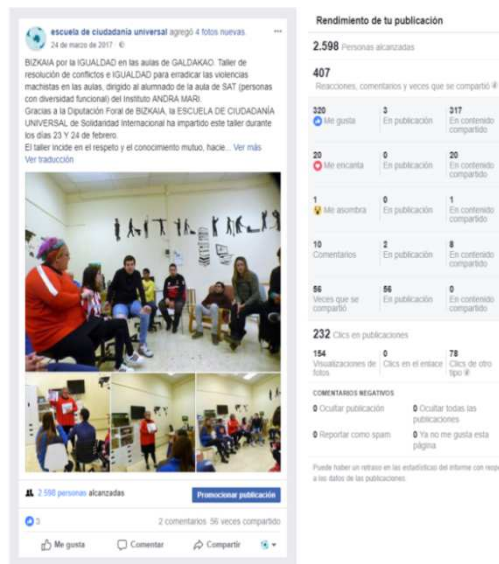 escuela de ciudadanía universal agregó 4 fotos nuevas.
24 de marzo de 2017
BIZKAIA por la IGUALDAD en las aulas de GALDAKAO. Taller de
resolución de conflictos e IGUALDAD para erradicar las violencias
machistas en las aulas, dirigido al alumnado de la aula de SAT (personas
con diversidad funcional) del Instituto ANDRA MARI.
Gracias a la Diputación Foral de BIZKAIA, la ESCUELA DE CIUDADANÍA
UNIVERSAL de Solidaridad Internacional ha impartido este taller durante
los días 23 Y 24 de febrero.
El taller incide en el respeto y el conocimiento mutuo, hacie... Ver más
Ver traducción
2.598 personas alcanzadas
Promocionar publicación
3
2 comentarios 56 veces compartido
Me gusta Comentar Compartir
Rendimiento de tu publicación
2.598 Personas alcanzadas
407
Reacciones, comentarios y veces que se compartió
320 3 317
Me gusta En publicación En contenido
compartido
20 0 20
Me encanta En publicación En contenido
compartido
1 0 1
Me asombra En publicación En contenido
compartido
10 2 8
Comentarios En publicación En contenido
compartido
56 56 0
Veces que se En publicación En contenido
compartió compartido
232 Clics en publicaciones
154 0 78
Visualizaciones de Clics en el enlace Clics de otro
fotos tipo
COMENTARIOS NEGATIVOS
0 Ocultar publicación 0 Ocultar todas las
publicaciones
0 Reportar como spam 0 Ya no me gusta esta
página
Puede haber un retraso en las estadísticas del informe con resp
a los datos de las publicaciones